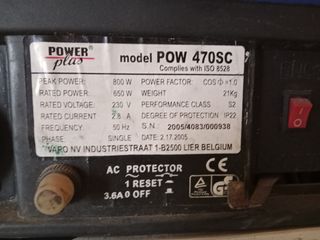 POWER plus model POW 470SC
Complies with ISO 8528
PEAK POWER: 800 W POWER FACTOR: COS Φ =1.0
RATED POWER: 650 W WEIGHT: 21Kg
RATED VOLTAGE: 230 V PERFORMANCE CLASS: S2
RATED CURRENT 2.8 A DEGREE OF PROTECTION IP22
FREQUENCY: 50 Hz S.N.: 2005/4083/000938
PHASE: SINGLE DATE: 2.17.2005
VARO NV INDUSTRIESTRAAT 1-B2500 LIER BELGIUM
AC PROTECTOR
1 RESET
3.6A 0 OFF
CE